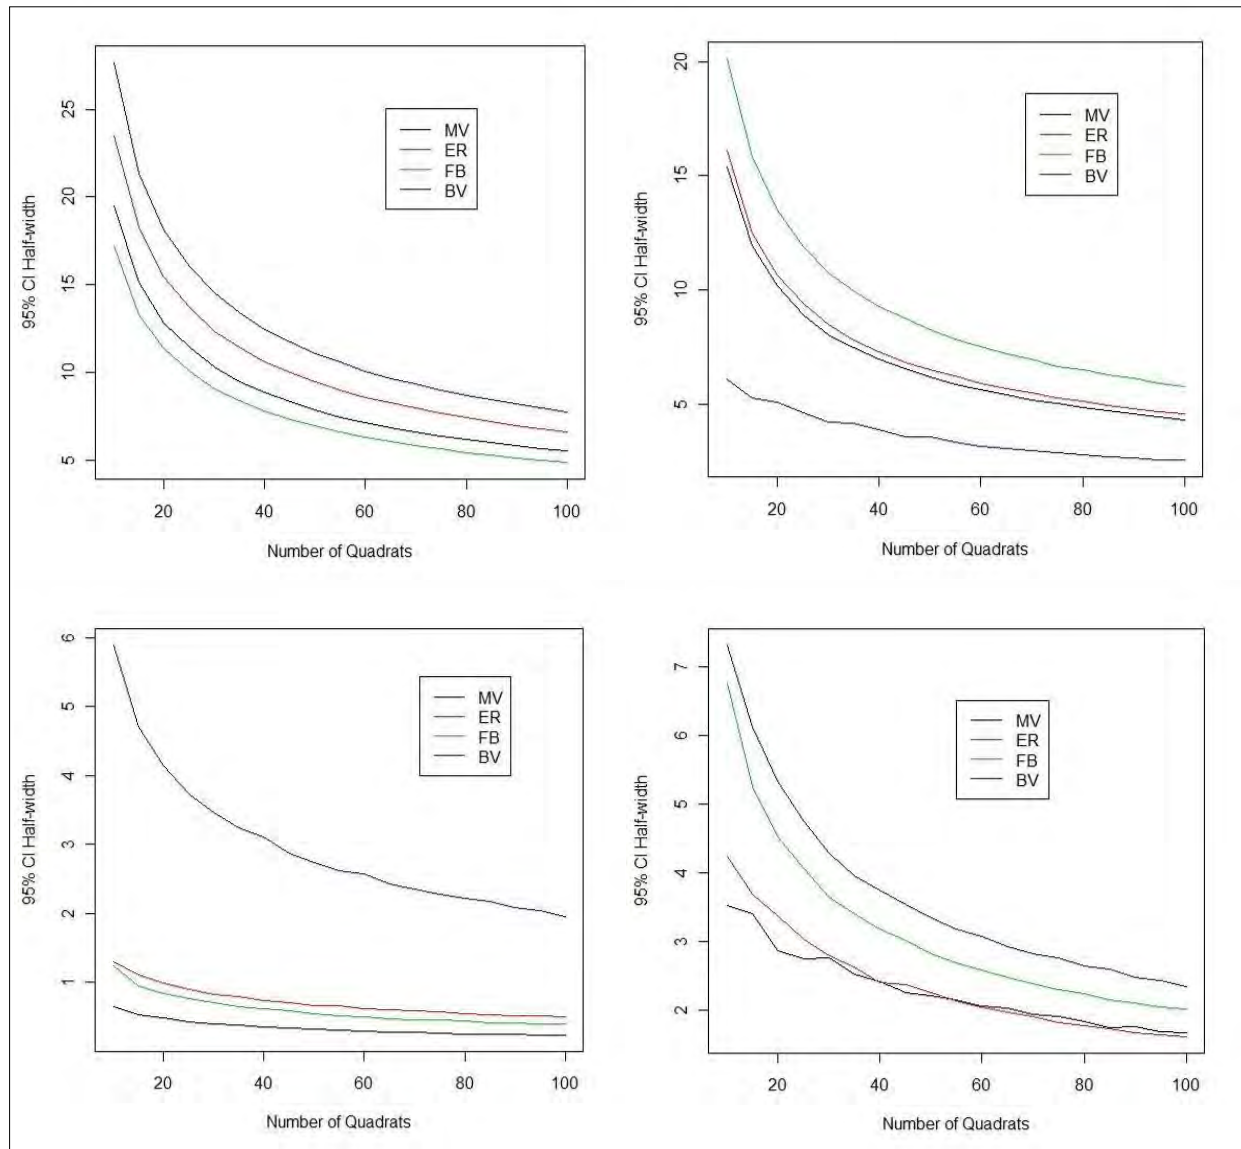 95% CI Half-width
25
20
15
10
5
MV
ER
FB
BV
20
40
60
80
100
Number of Quadrats
95% CI Half-width
20
15
10
5
MV
ER
FB
BV
20
40
60
80
100
Number of Quadrats
95% CI Half-width
6
5
4
3
2
1
MV
ER
FB
BV
20
40
60
80
100
Number of Quadrats
95% CI Half-width
7
6
5
4
3
2
MV
ER
FB
BV
20
40
60
80
100
Number of Quadrats